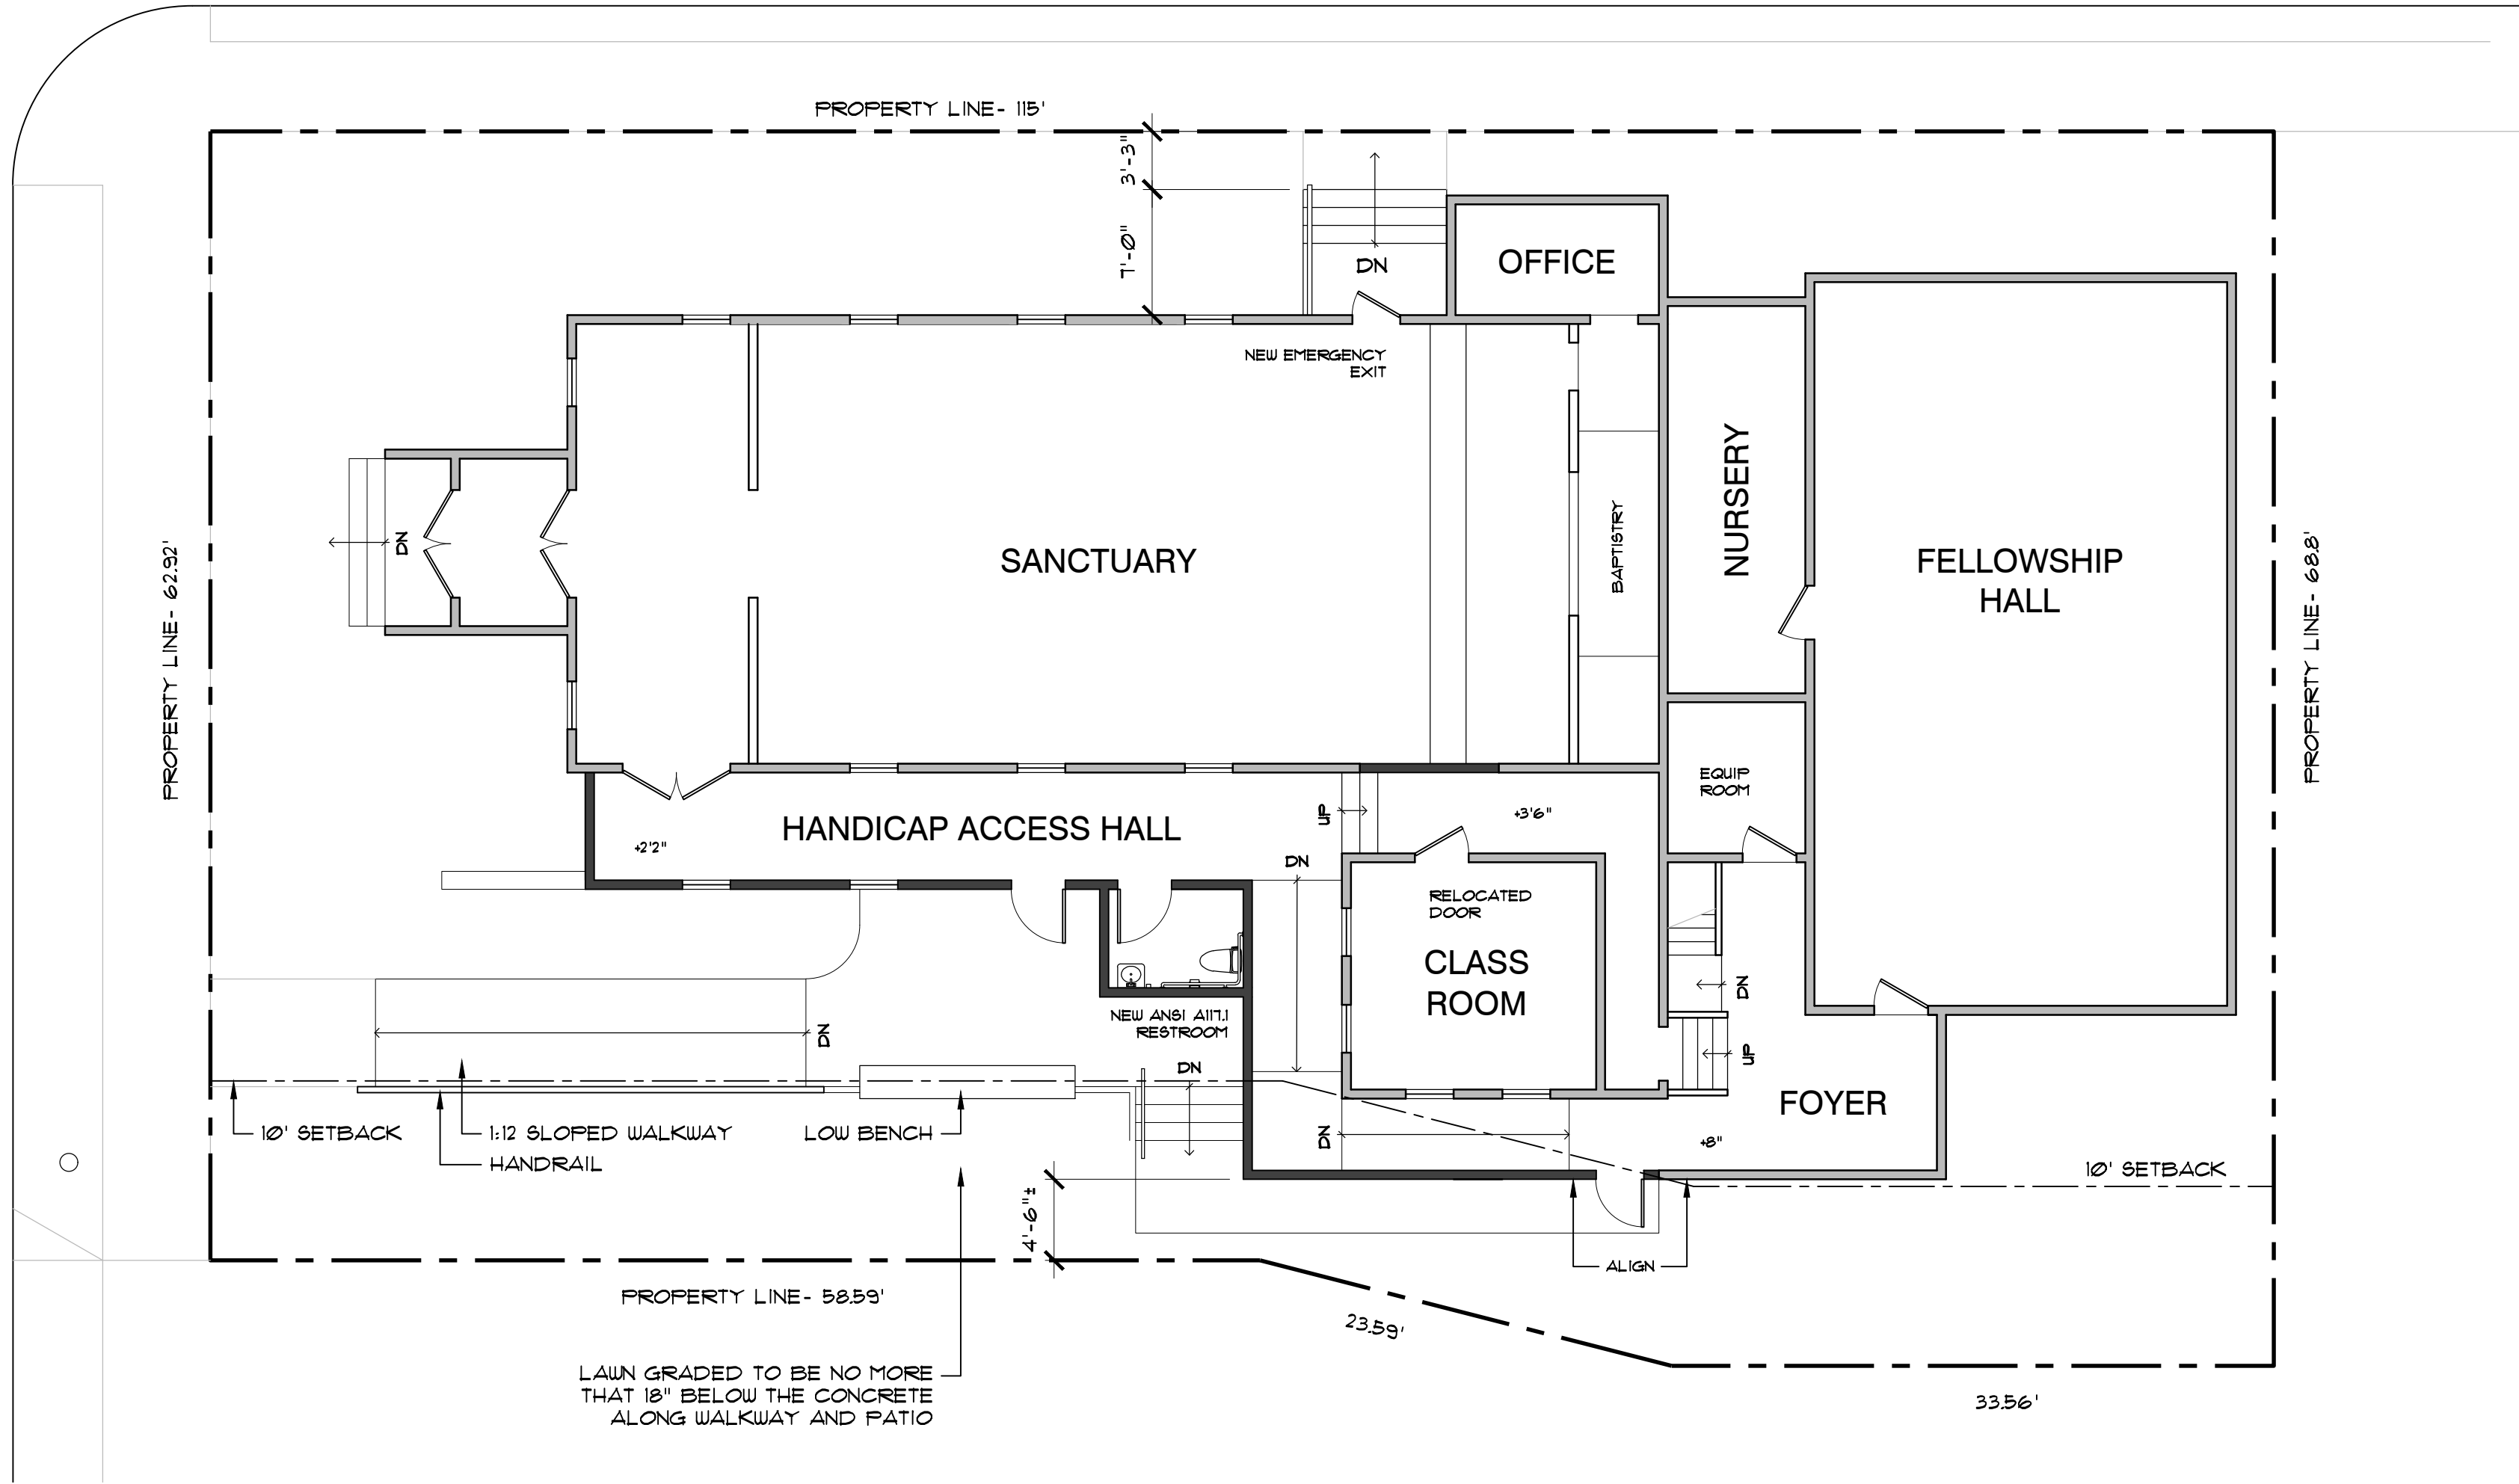 PROPERTY LINE- 115'
3'-3"
7'-0"
DN
OFFICE
NEW EMERGENCY
EXIT
PROPERTY LINE- 62.92'
DN
SANCTUARY
BAPTISTRY
NURSERY
FELLOWSHIP
HALL
PROPERTY LINE- 68.8'
EQUIP
ROOM
HANDICAP ACCESS HALL
+2'2"
UP
+3'6"
DN
RELOCATED
DOOR
CLASS
ROOM
DN
NEW ANSI A117.1
RESTROOM
DN
DN
UP
FOYER
+8"
10' SETBACK
1:12 SLOPED WALKWAY
HANDRAIL
LOW BENCH
DN
10' SETBACK
4'-6"±
ALIGN
PROPERTY LINE- 58.59'
23.59'
33.56'
LAWN GRADED TO BE NO MORE
THAT 18" BELOW THE CONCRETE
ALONG WALKWAY AND PATIO